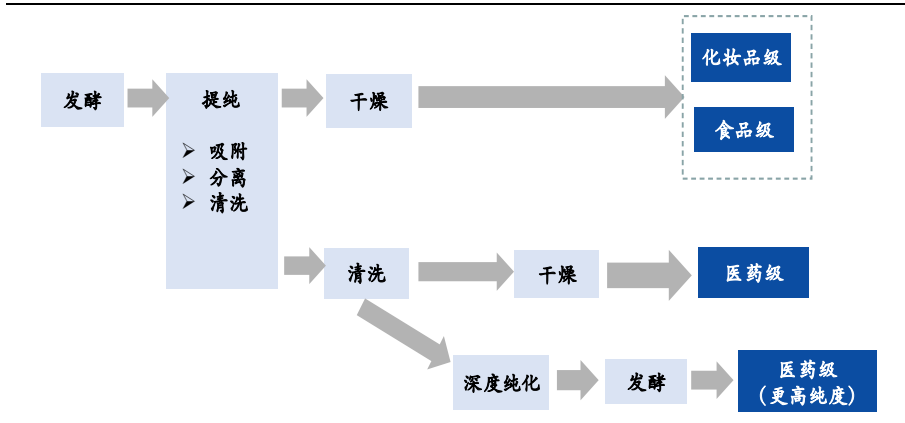 发酵
提纯
➢ 吸附
➢ 分离
➢ 清洗
干燥
化妆品级
食品级
清洗
干燥
医药级
深度纯化
发酵
医药级
（更高纯度）